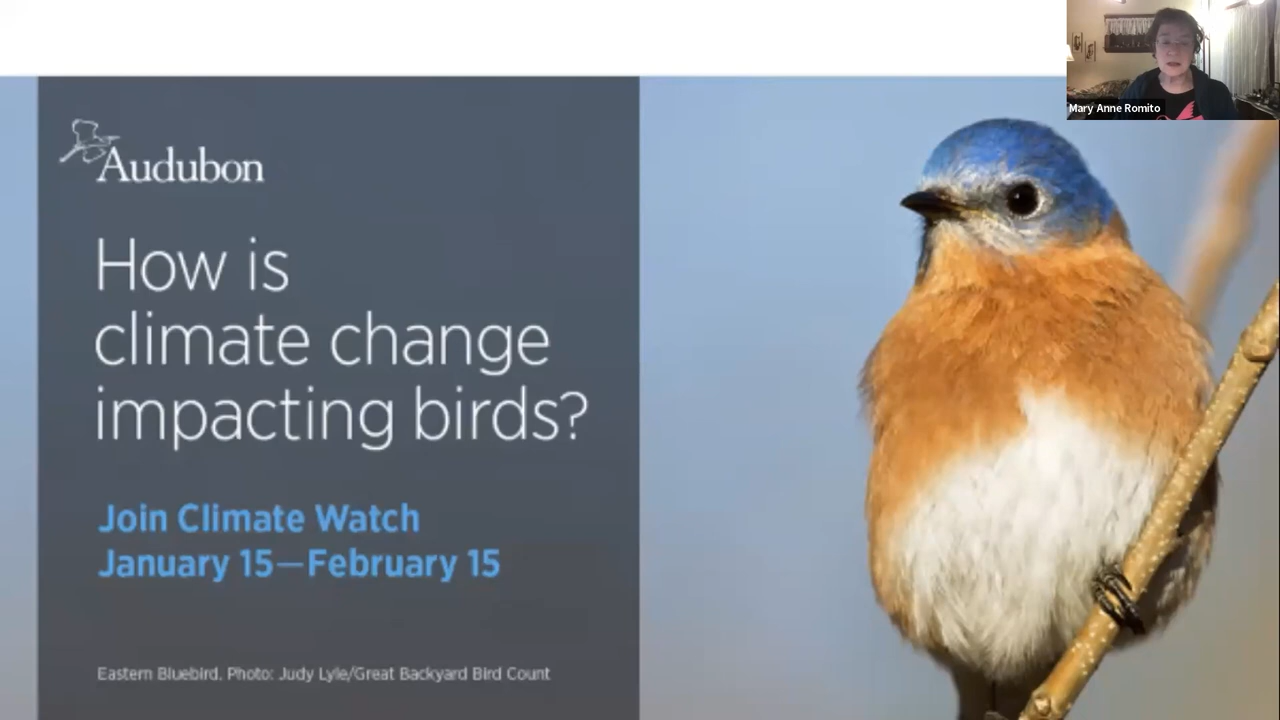 Mary Anne Romito
Audubon
How is
climate change
impacting birds?
Join Climate Watch
January 15—February 15
Eastern Bluebird. Photo: Judy Lyle/Great Backyard Bird Count